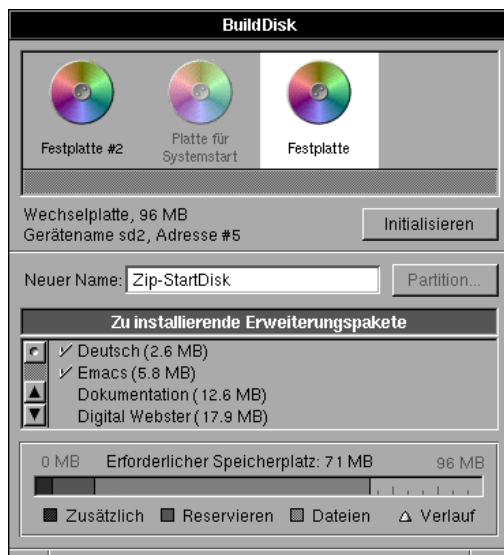 BuildDisk
Festplatte #2
Platte für
Systemstart
Festplatte
Wechselplatte, 96 MB
Gerätename sd2, Adresse #5
Initialisieren
Neuer Name: Zip-StartDisk
Partition...
Zu installierende Erweiterungspakete
Deutsch (2.6 MB)
Emacs (5.8 MB)
Dokumentation (12.6 MB)
Digital Webster (17.9 MB)
0 MB Erforderlicher Speicherplatz: 71 MB 96 MB
Zusätzlich Reservieren Dateien Verlauf